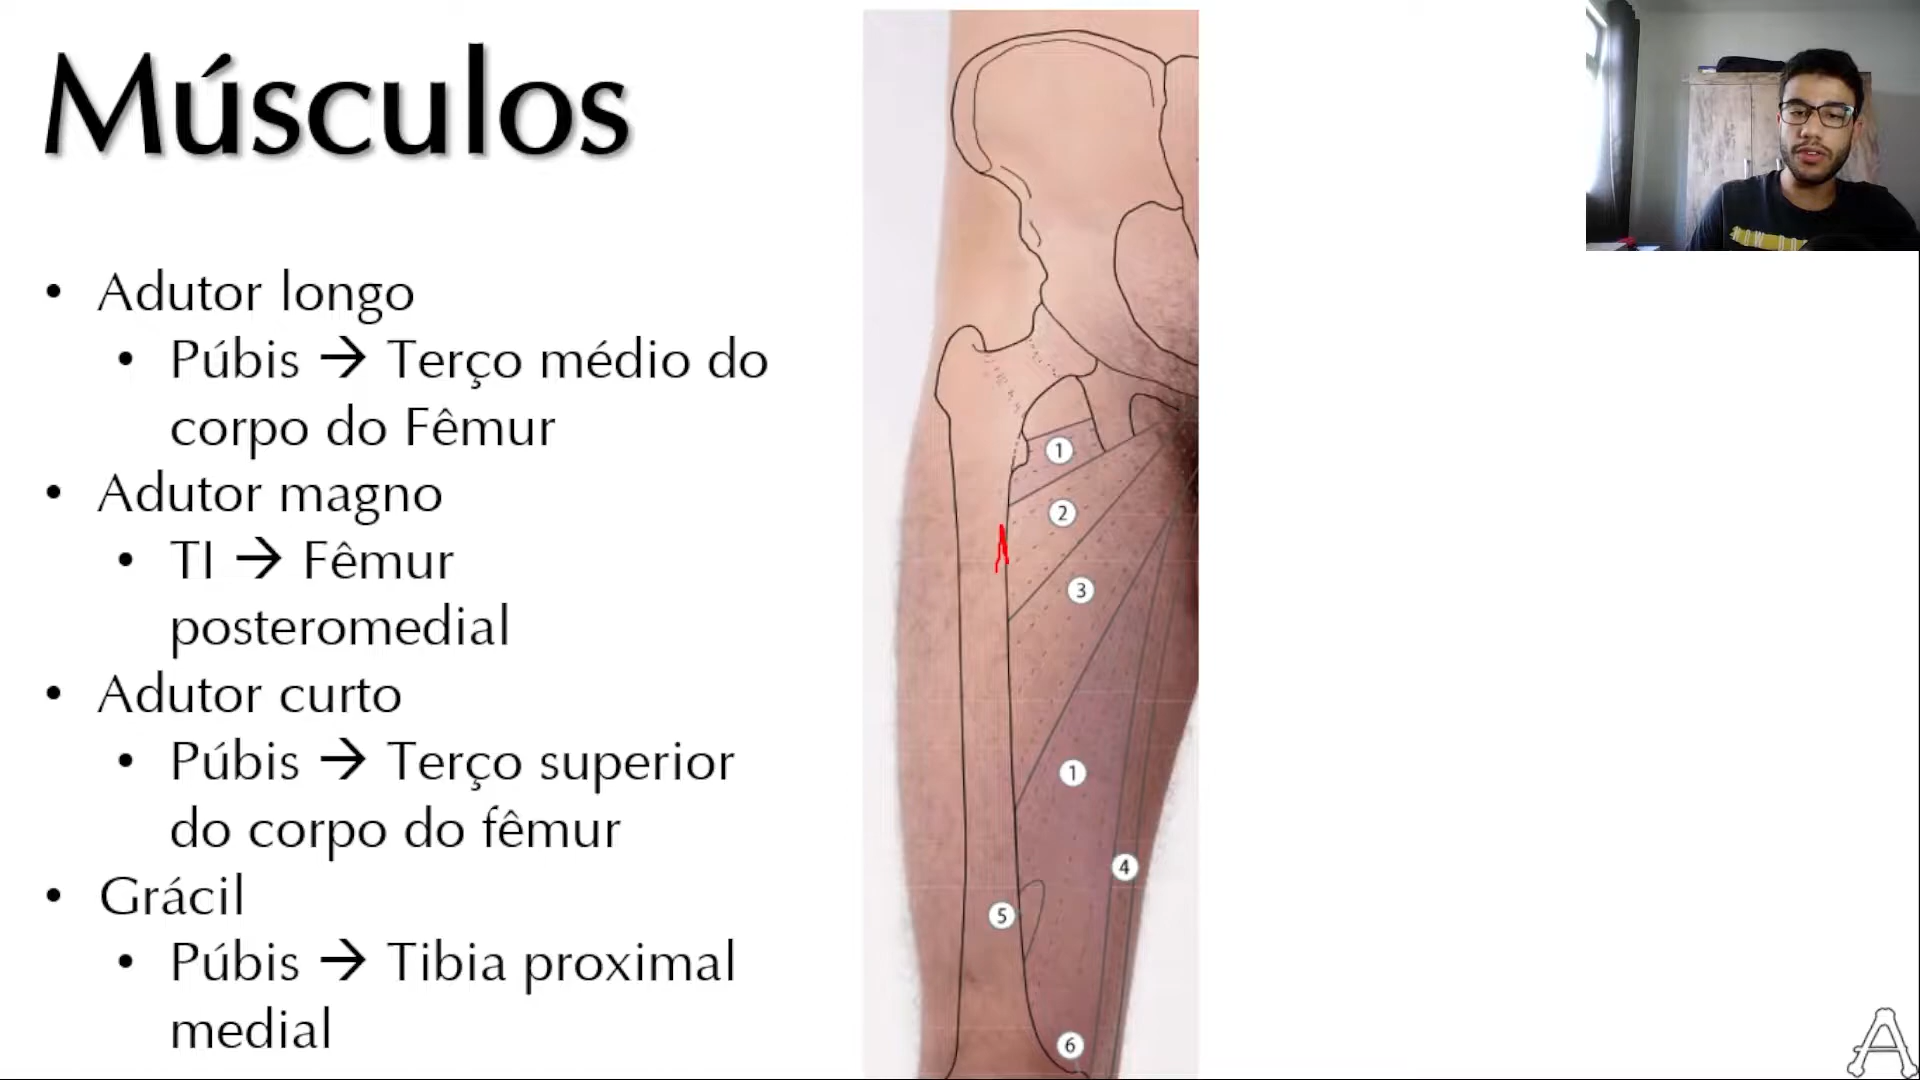 Músculos
• Adutor longo
• Púbis → Terço médio do
corpo do Fêmur
• Adutor magno
• TI → Fêmur
posteromedial
• Adutor curto
• Púbis → Terço superior
do corpo do fêmur
• Grácil
• Púbis → Tibia proximal
medial
1
2
3
1
4
5
6
A